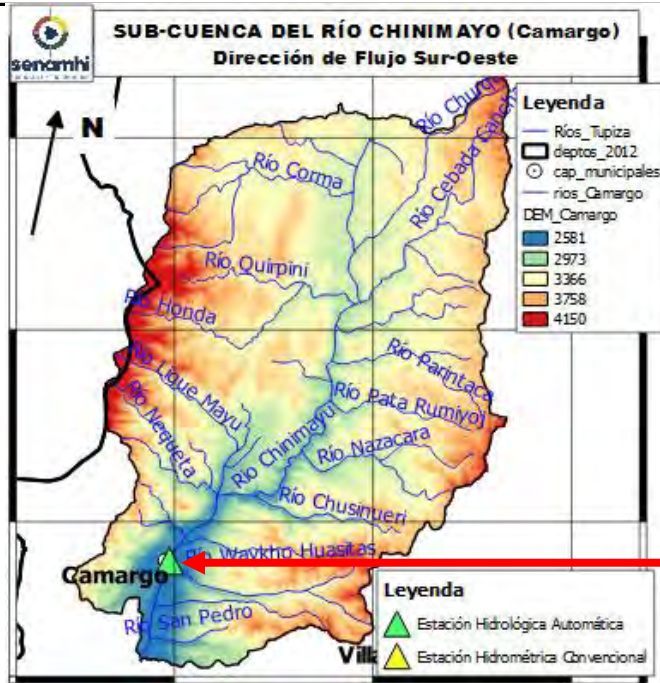 senamhi
SUB-CUENCA DEL RÍO CHINIMAYO (Camargo)
Dirección de Flujo Sur-Oeste
N
Leyenda
Ríos_Tupiza
deptos_2012
cap_municipales
rios_Camargo
DEM_Camargo
2581
2973
3366
3758
4150
Río Corma
Río Cebada Cancha
Río Quirpini
Río Honda
Río Parintaca
Río Lique Mayu
Río Pata Rumiyoj
Río Nequeta
Río Chinimayu
Río Nazacara
Río Chusinueri
Río Waykho Huasitas
Camargo
Río San Pedro
Leyenda
Estación Hidrológica Automática
Estación Hidrométrica Convencional